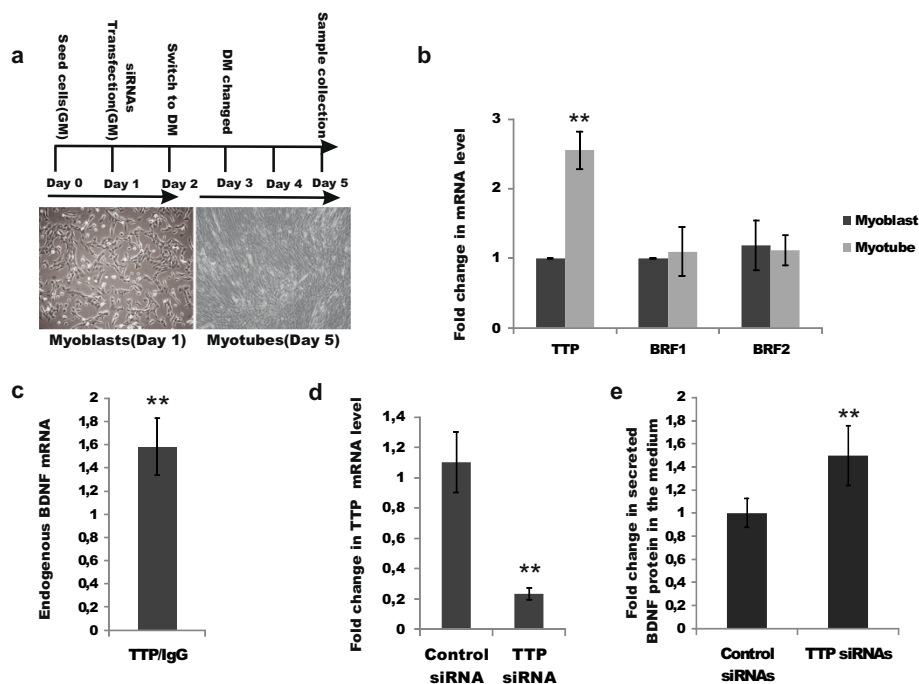 a
Seed cells(GM)
siRNAs
Transfection(GM)
Switch to DM
DM changed
Sample collection
Day 0 Day 1 Day 2 Day 3 Day 4 Day 5
Myoblasts(Day 1) Myotubes(Day 5)
b
Fold change in mRNA level
3
2
1
0
**
TTP BRF1 BRF2
Myoblast
Myotube
c
Endogenous BDNF mRNA
2
1,8
1,6
1,4
1,2
1
0,8
0,6
0,4
0,2
0
**
TTP/IgG
d
Fold change in TTP mRNA level
1,4
1,2
1
0,8
0,6
0,4
0,2
0
**
Control TTP
siRNA siRNA
e
Fold change in secreted
BDNF protein in the medium
2
1,8
1,6
1,4
1,2
1
0,8
0,6
0,4
0,2
0
**
Control TTP siRNAs
siRNAs